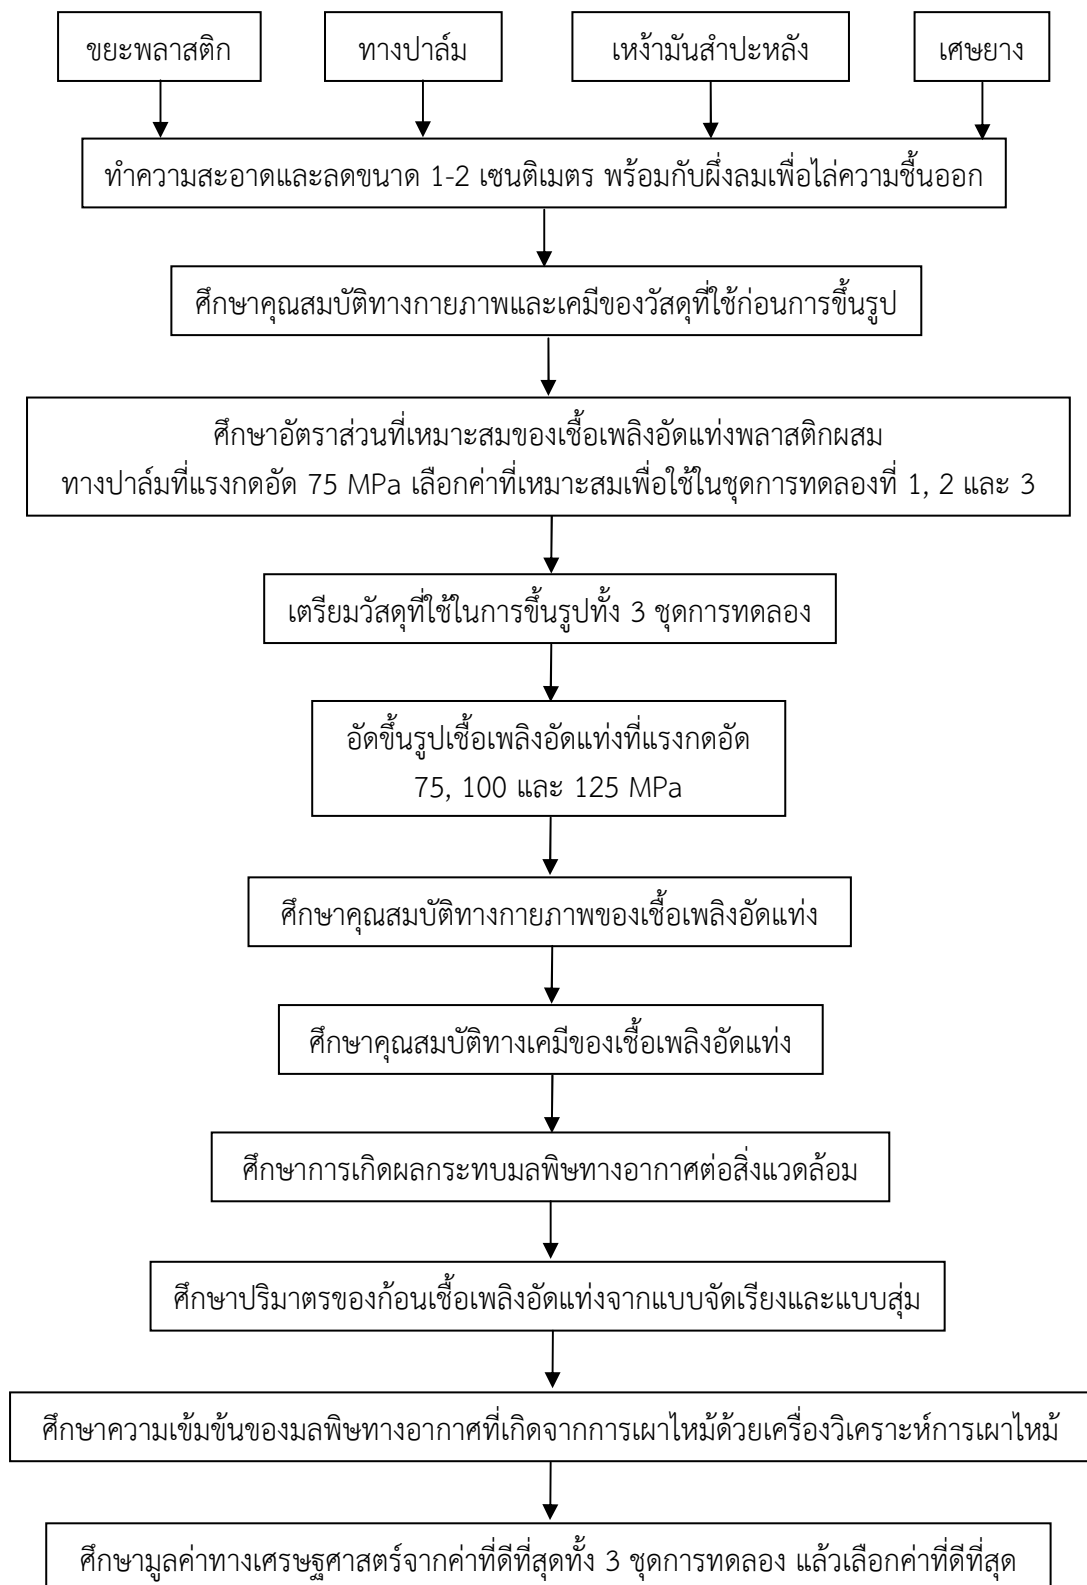 ขยะพลาสติก
ทางปาล์ม
เหง้ามันสำปะหลัง
เศษยาง
ทำความสะอาดและลดขนาด 1-2 เซนติเมตร พร้อมกับผึ่งลมเพื่อไล่ความชื้นออก
ศึกษาคุณสมบัติทางกายภาพและเคมีของวัสดุที่ใช้ก่อนการขึ้นรูป
ศึกษาอัตราส่วนที่เหมาะสมของเชื้อเพลิงอัดแท่งพลาสติกผสม
ทางปาล์มที่แรงกดอัด 75 MPa เลือกค่าที่เหมาะสมเพื่อใช้ในชุดการทดลองที่ 1, 2 และ 3
เตรียมวัสดุที่ใช้ในการขึ้นรูปทั้ง 3 ชุดการทดลอง
อัดขึ้นรูปเชื้อเพลิงอัดแท่งที่แรงกดอัด
75, 100 และ 125 MPa
ศึกษาคุณสมบัติทางกายภาพของเชื้อเพลิงอัดแท่ง
ศึกษาคุณสมบัติทางเคมีของเชื้อเพลิงอัดแท่ง
ศึกษาการเกิดผลกระทบมลพิษทางอากาศต่อสิ่งแวดล้อม
ศึกษาปริมาตรของก้อนเชื้อเพลิงอัดแท่งจากแบบจัดเรียงและแบบสุ่ม
ศึกษาความเข้มข้นของมลพิษทางอากาศที่เกิดจากการเผาไหม้ด้วยเครื่องวิเคราะห์การเผาไหม้
ศึกษามูลค่าทางเศรษฐศาสตร์จากค่าที่ดีที่สุดทั้ง 3 ชุดการทดลอง แล้วเลือกค่าที่ดีที่สุด